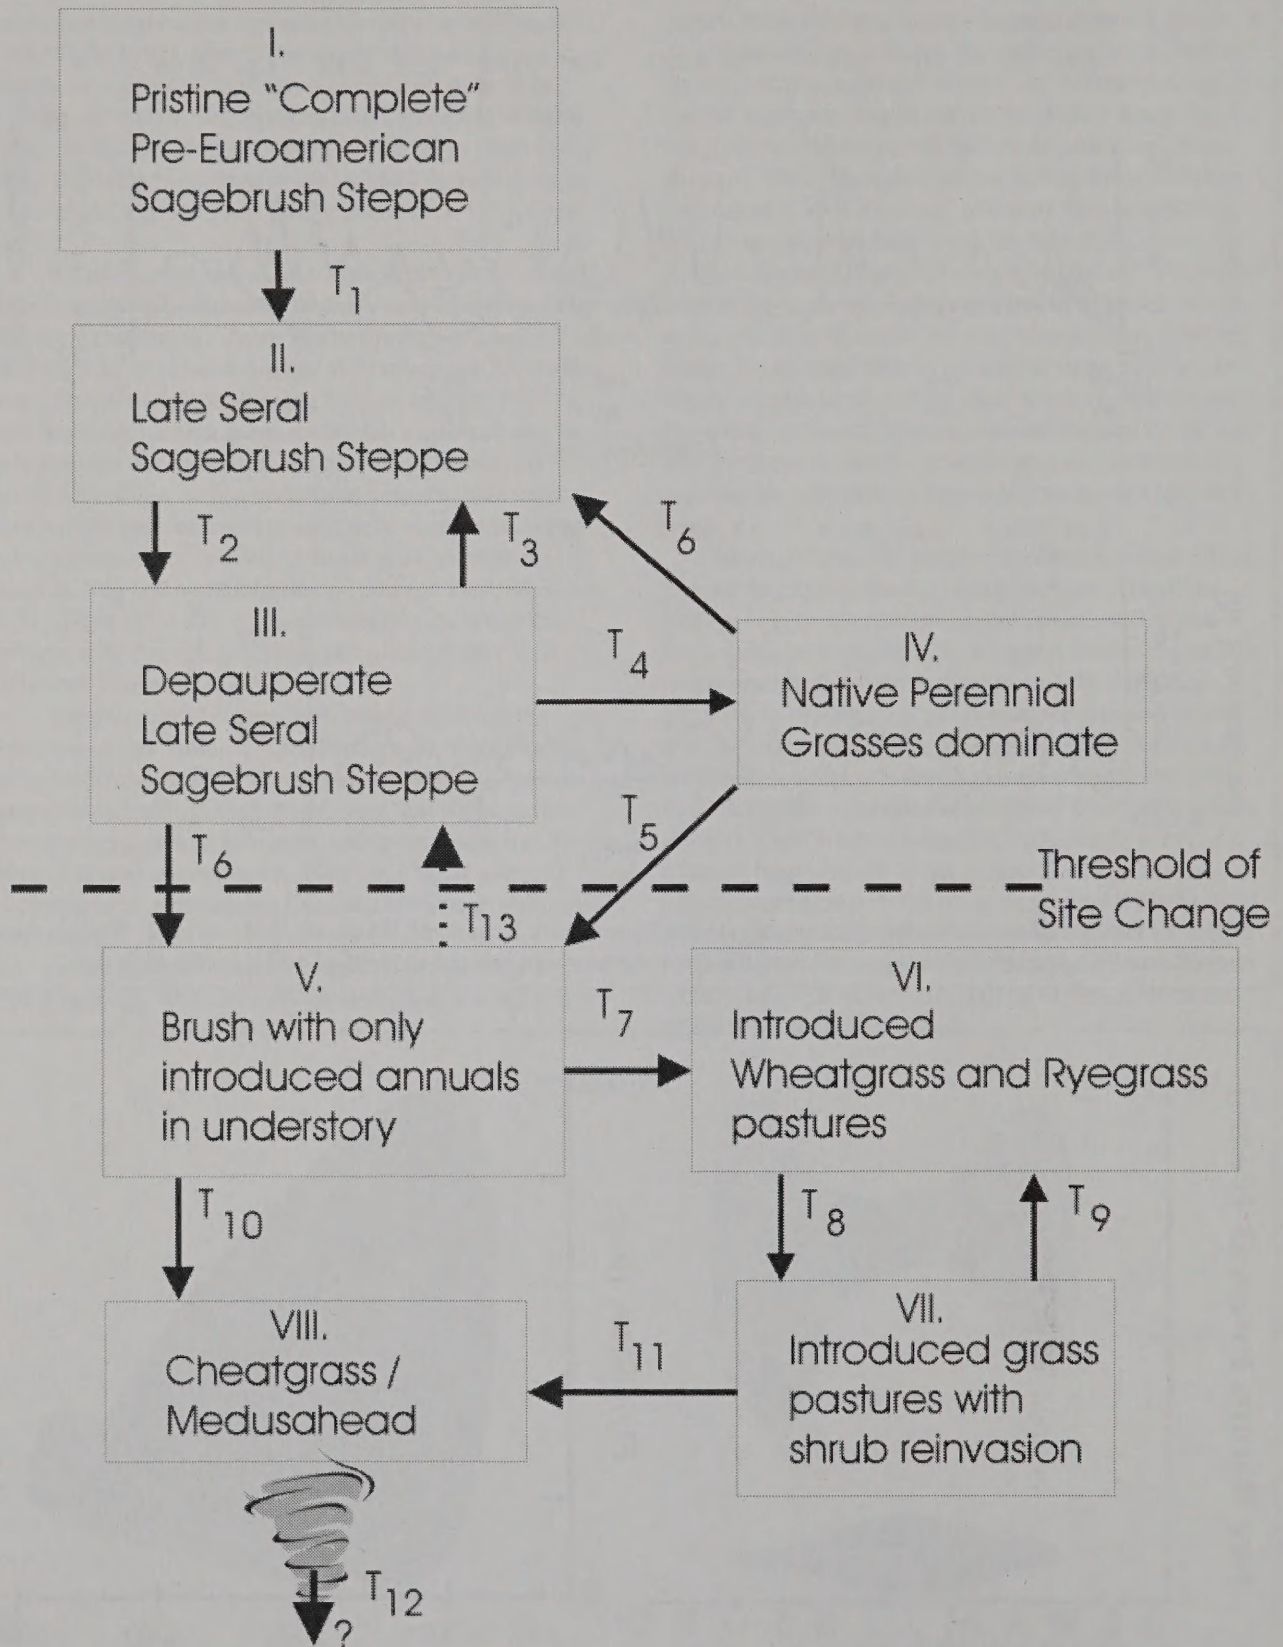 I.
Pristine “Complete”
Pre-Euroamerican
Sagebrush Steppe
T1
II.
Late Seral
Sagebrush Steppe
T2
T3
T6
III.
Depauperate
Late Seral
Sagebrush Steppe
T4
IV.
Native Perennial
Grasses dominate
T5
T6
Threshold of
Site Change
T13
V.
Brush with only
introduced annuals
in understory
T7
VI.
Introduced
Wheatgrass and Ryegrass
pastures
T10
T8
T9
VIII.
Cheatgrass /
Medusahead
T11
VII.
Introduced grass
pastures with
shrub reinvasion
T12
?